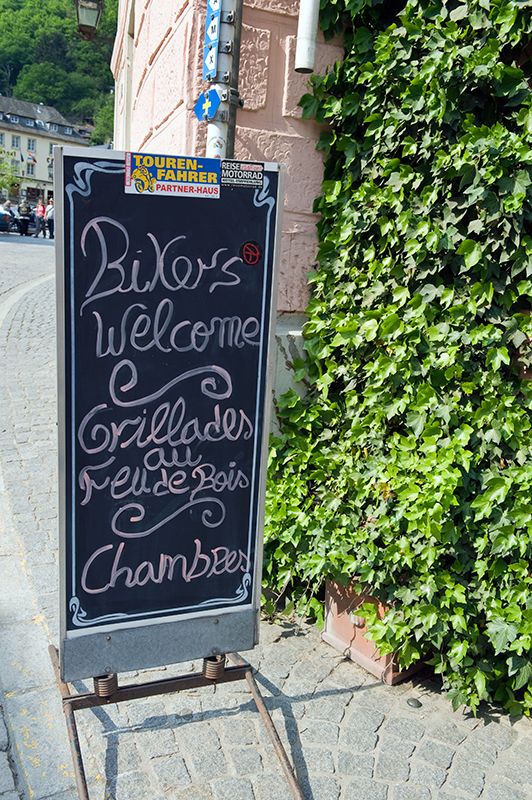 M
X
TOUREN-
FAHRER
PARTNER-HAUS
REISE
MOTORRAD
Bikers
Welcome
Grillades
au
Feu de Bois
Chambres